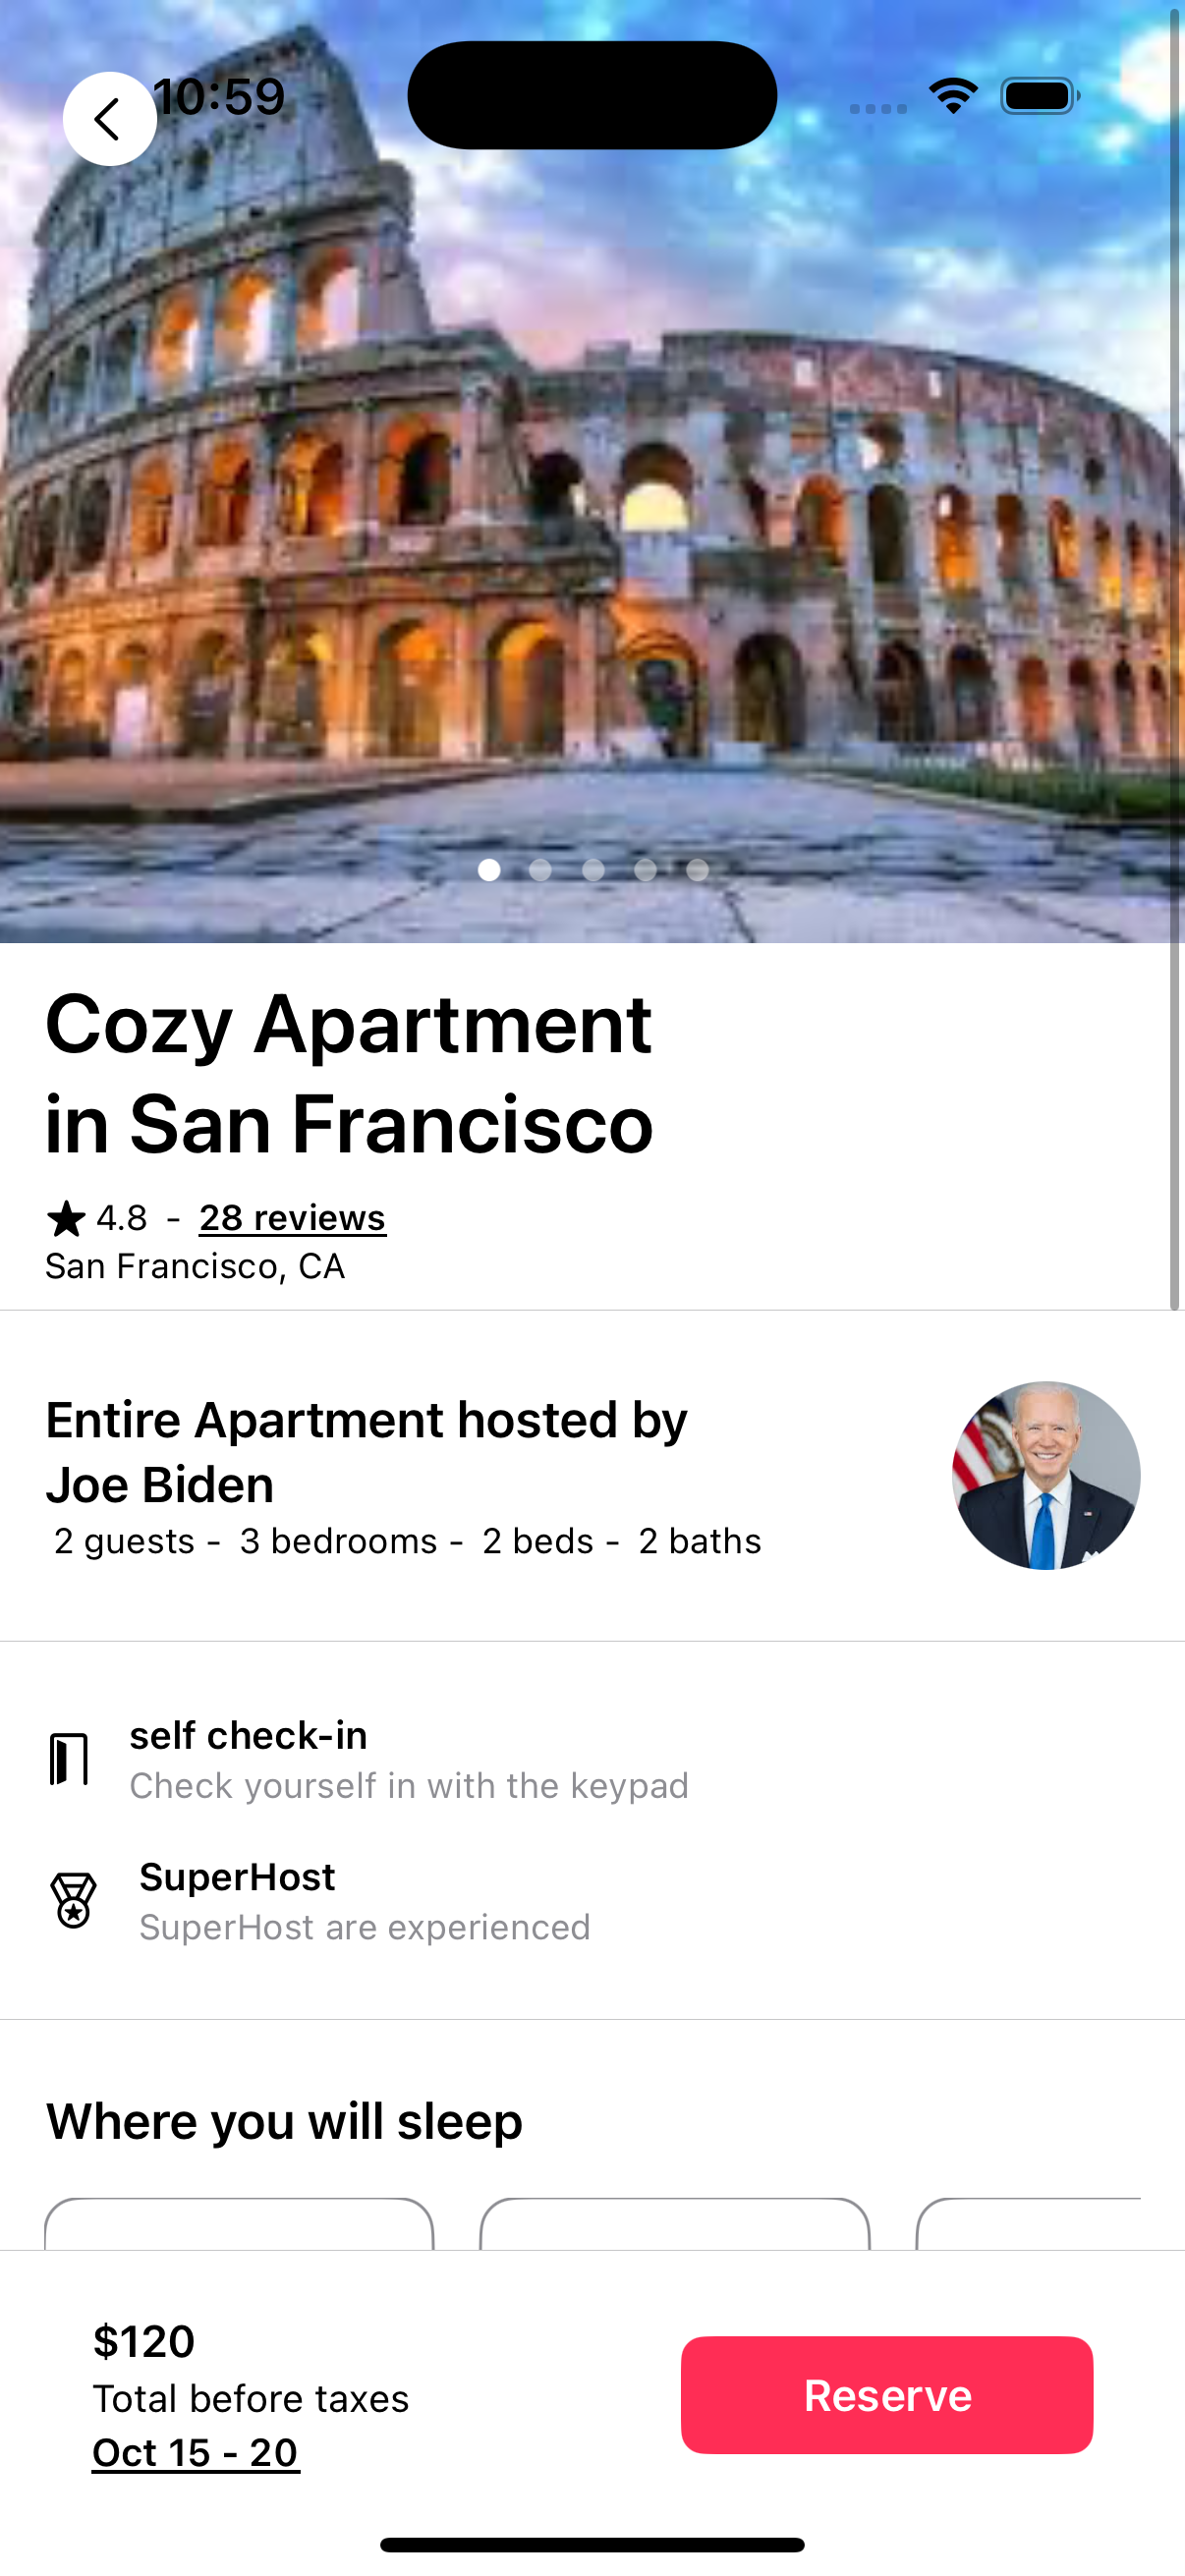 10:59
Cozy Apartment
in San Francisco
4.8 - 28 reviews
San Francisco, CA
Entire Apartment hosted by
Joe Biden
2 guests - 3 bedrooms - 2 beds - 2 baths
self check-in
Check yourself in with the keypad
SuperHost
SuperHost are experienced
Where you will sleep
$120
Total before taxes
Oct 15 - 20
Reserve